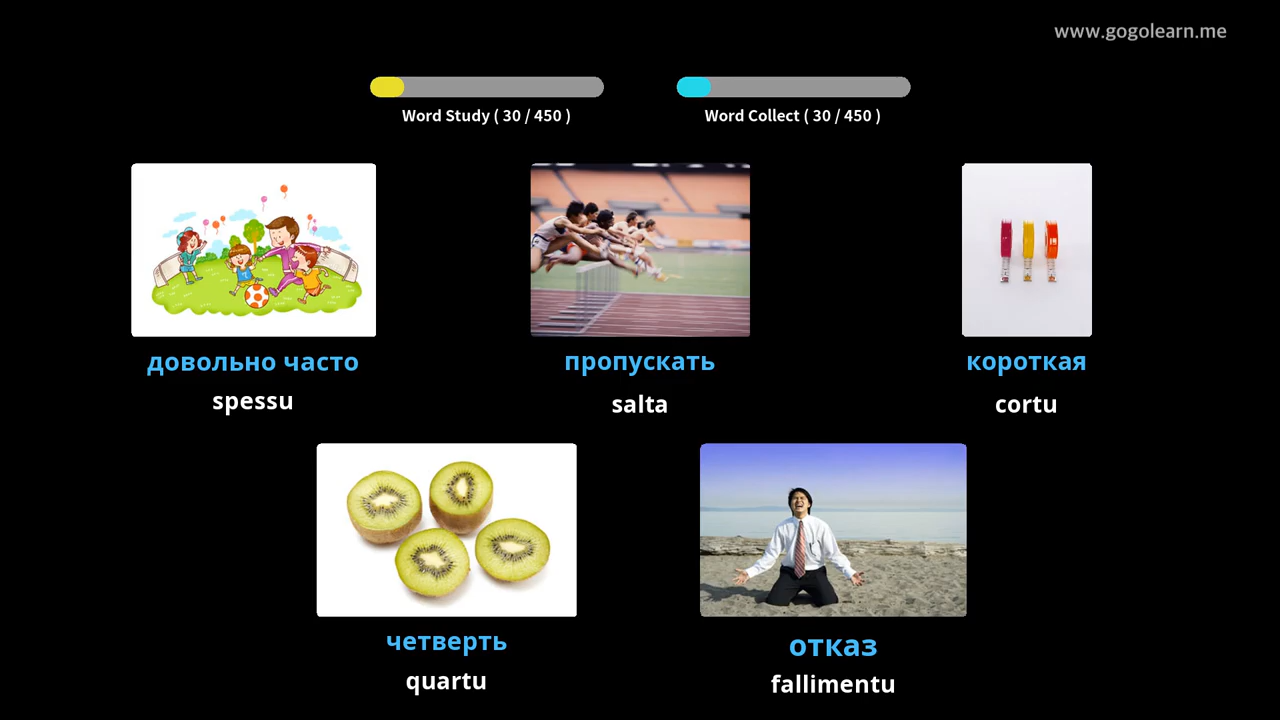 www.gogolearn.me
Word Study ( 30 / 450 )
Word Collect ( 30 / 450 )
довольно часто
spessu
пропускать
salta
короткая
cortu
четверть
quartu
отказ
fallimentu